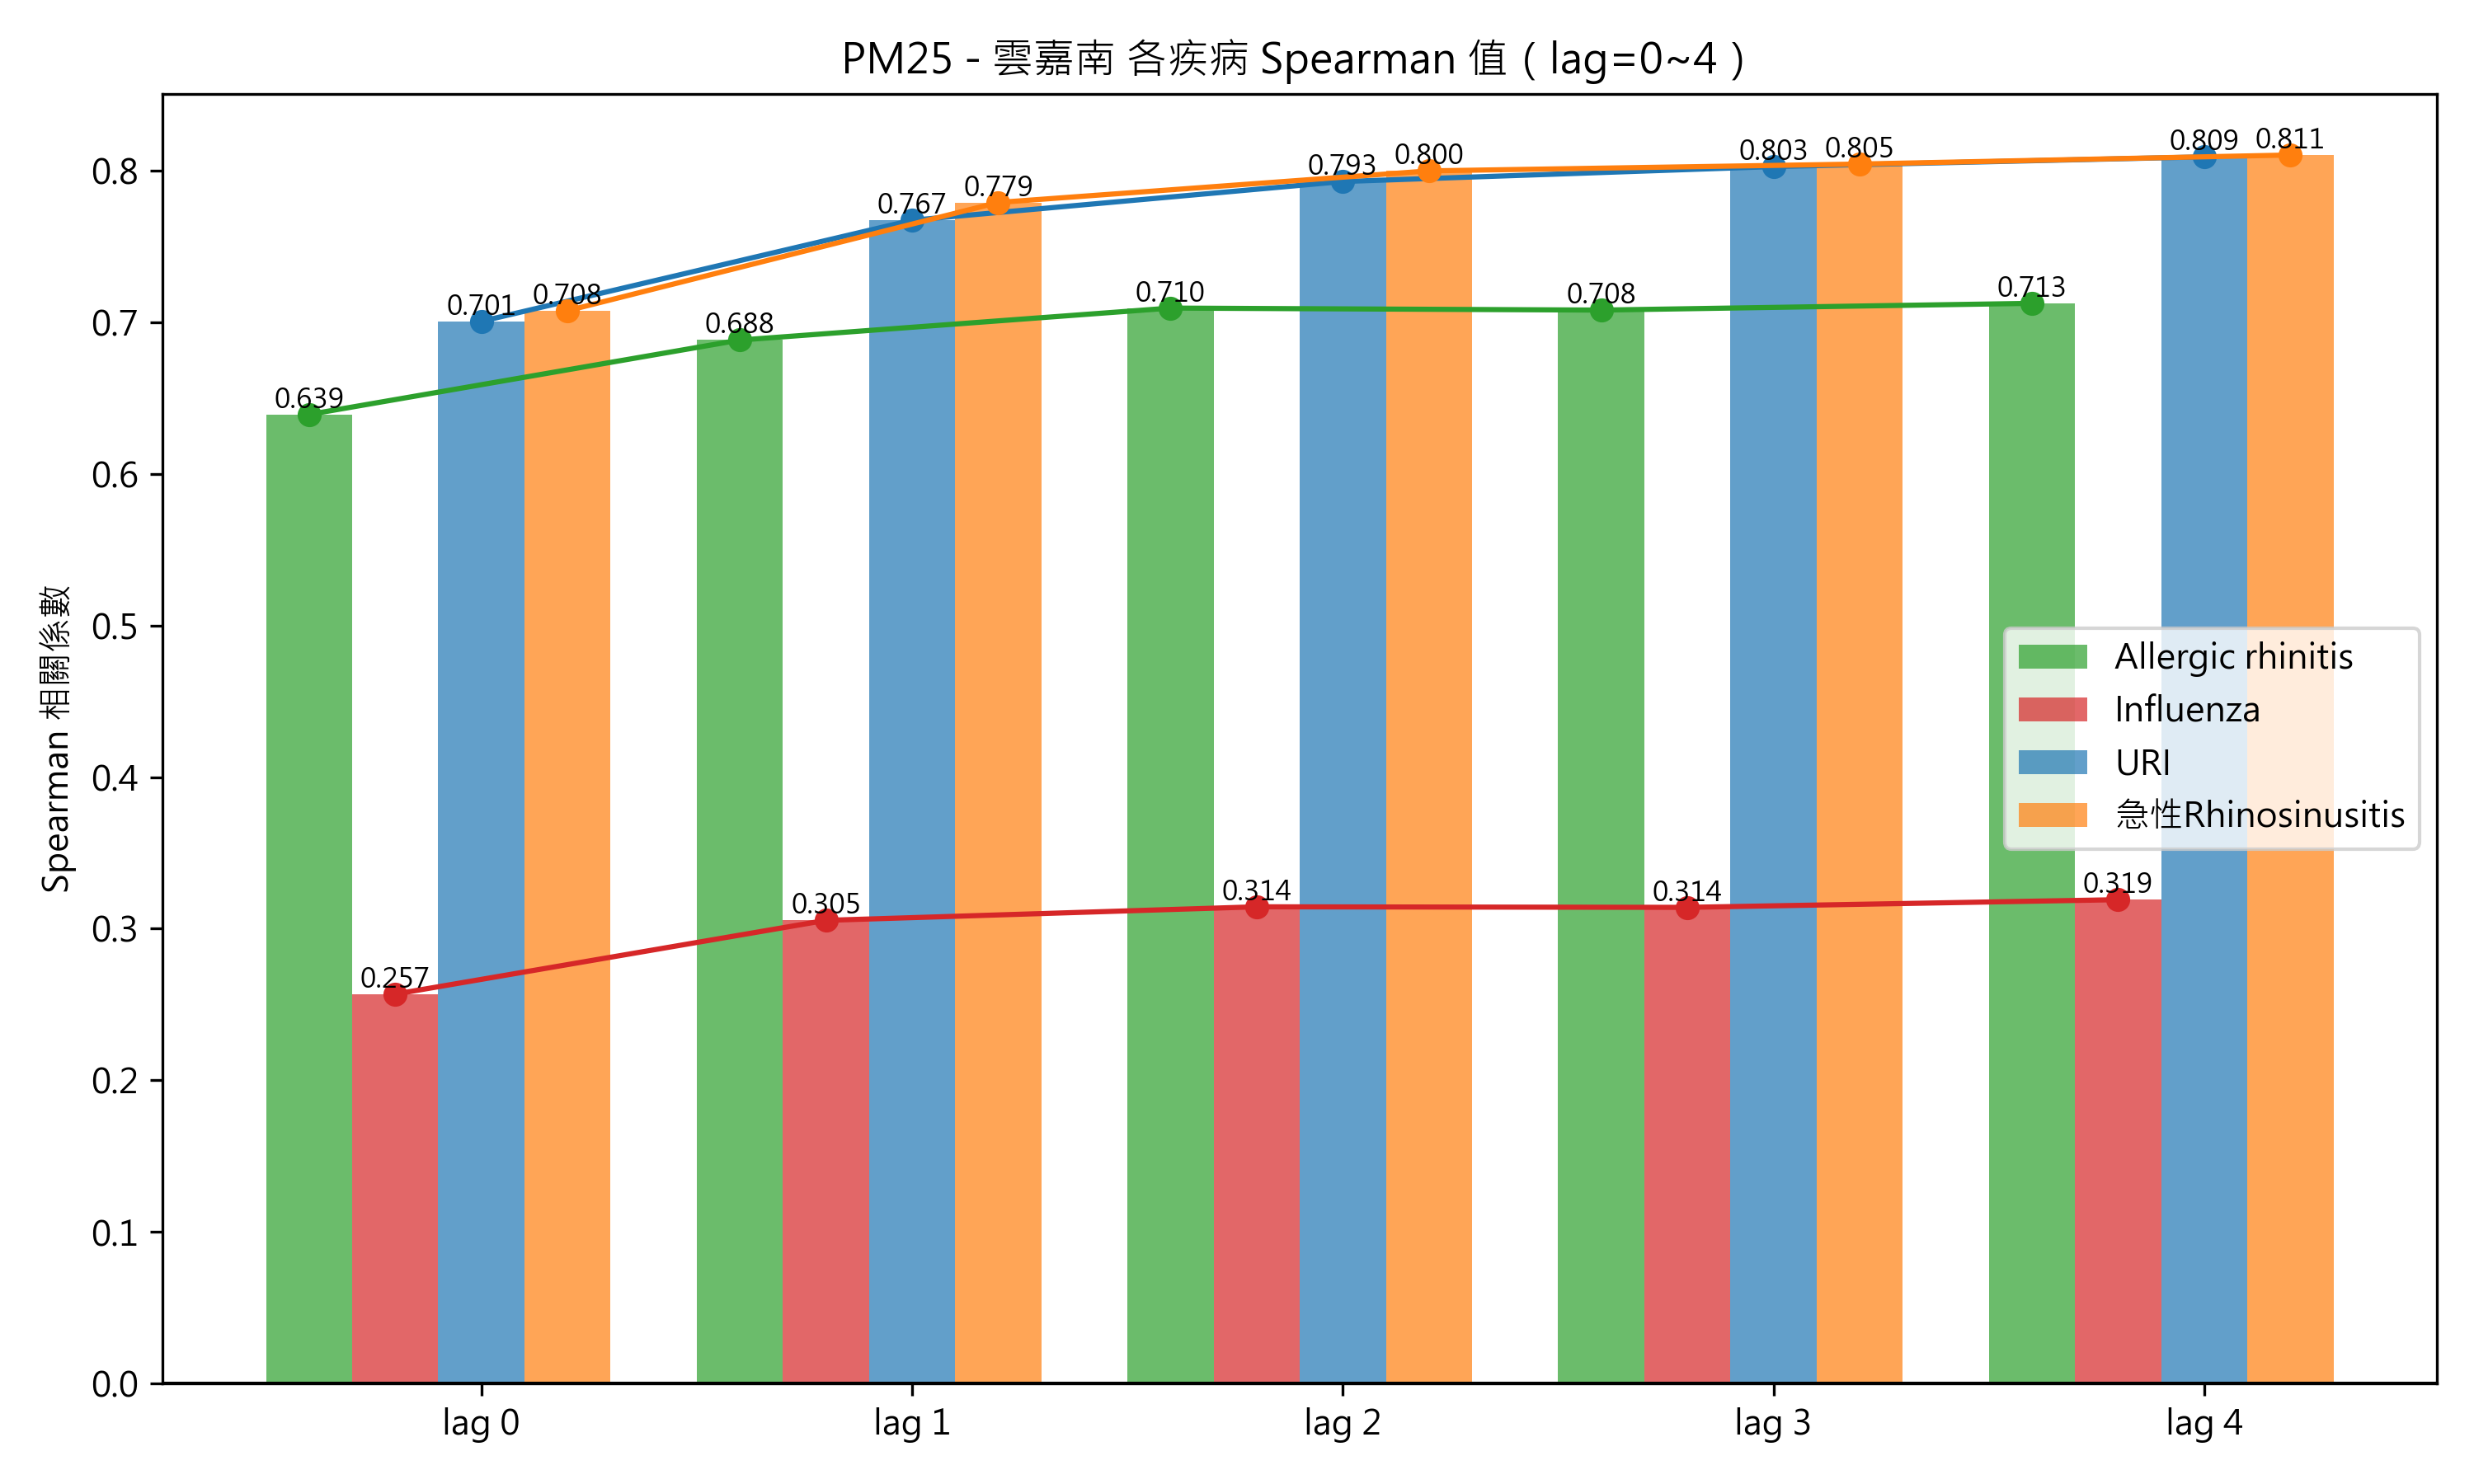 PM25 - 雲嘉南 各疾病 Spearman 值 ( lag=0~4 )
Spearman 相關係數
0.8
0.7
0.6
0.5
0.4
0.3
0.2
0.1
0.0
0.639
0.257
0.701
0.708
0.688
0.305
0.767
0.779
0.710
0.314
0.793
0.800
0.708
0.314
0.803
0.805
0.713
0.319
0.809
0.811
Allergic rhinitis
Influenza
URI
急性Rhinosinusitis
lag 0
lag 1
lag 2
lag 3
lag 4